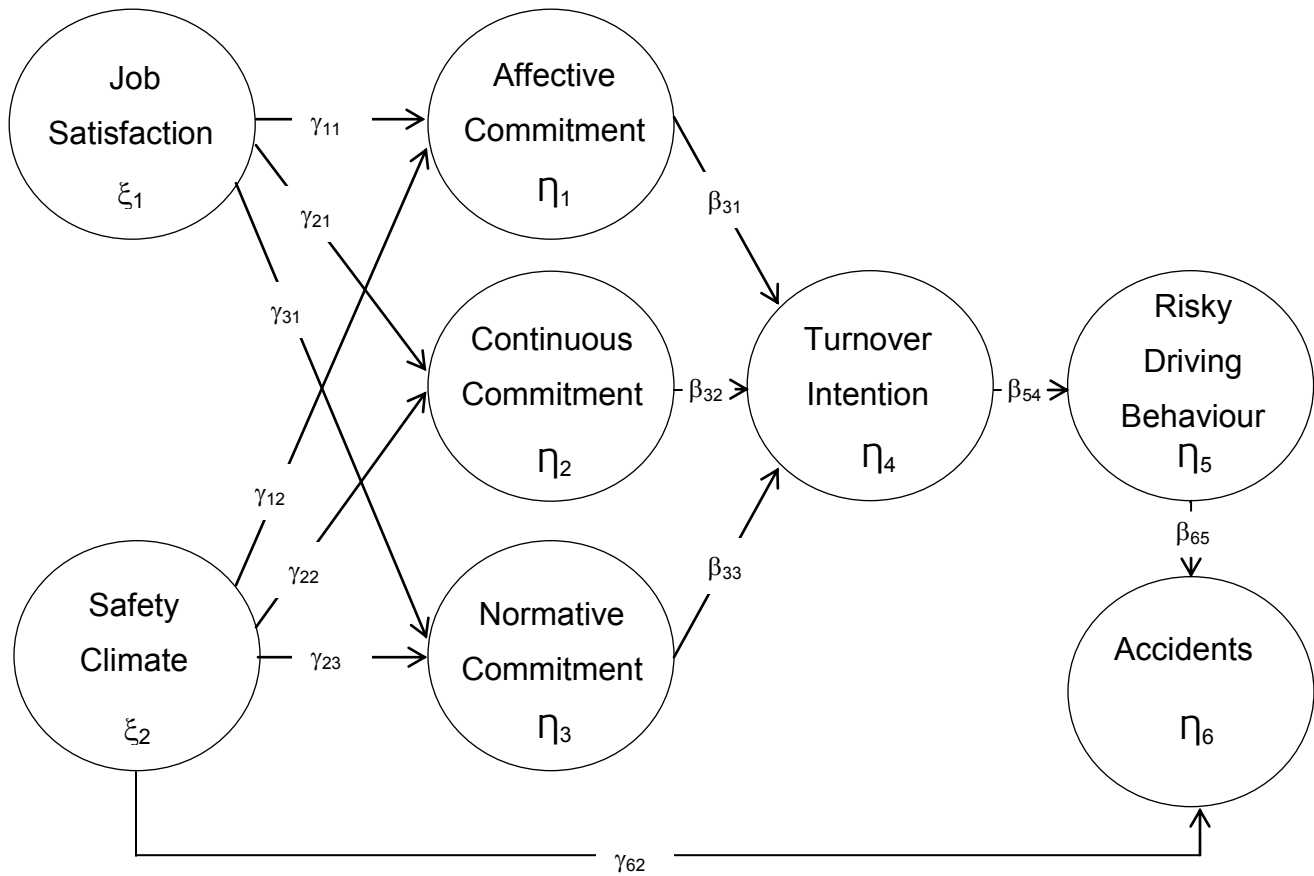 Job
Satisfaction
ξ₁
γ₁₁
Affective
Commitment
η₁
γ₂₁
γ₃₁
β₃₁
Continuous
Commitment
η₂
β₃₂
Turnover
Intention
η₄
β₅₄
Risky
Driving
Behaviour
η₅
γ₁₂
γ₂₂
β₃₃
β₆₅
Safety
Climate
ξ₂
γ₂₃
Normative
Commitment
η₃
Accidents
η₆
γ₆₂